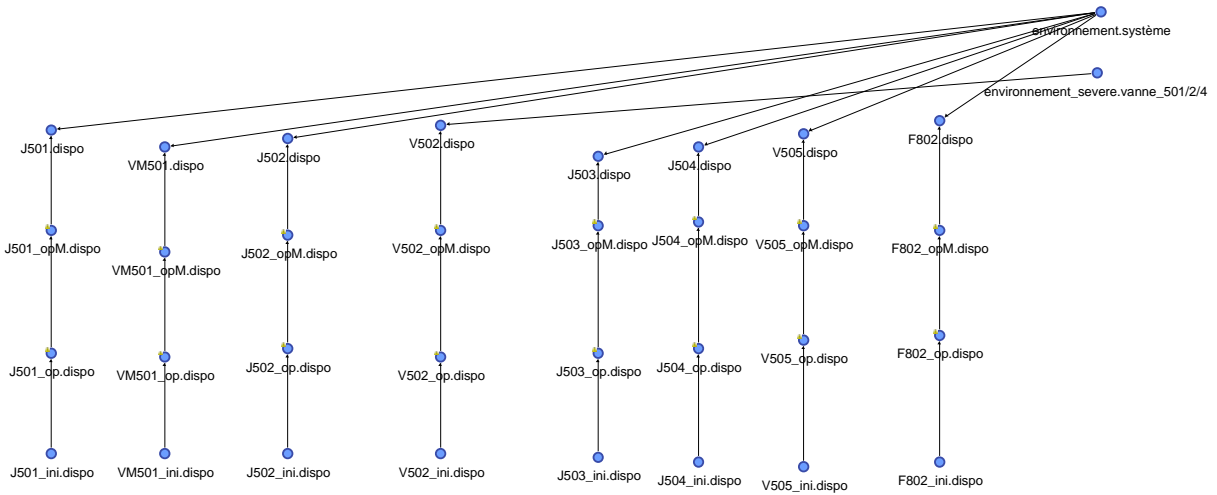 environnement.système
environnement_severe.vanne_501/2/4
J501.dispo
VM501.dispo
J502.dispo
V502.dispo
J503.dispo
J504.dispo
V505.dispo
F802.dispo
J501_opM.dispo
VM501_opM.dispo
J502_opM.dispo
V502_opM.dispo
J503_opM.dispo
J504_opM.dispo
V505_opM.dispo
F802_opM.dispo
J501_op.dispo
VM501_op.dispo
J502_op.dispo
V502_op.dispo
J503_op.dispo
J504_op.dispo
V505_op.dispo
F802_op.dispo
J501_ini.dispo
VM501_ini.dispo
J502_ini.dispo
V502_ini.dispo
J503_ini.dispo
J504_ini.dispo
V505_ini.dispo
F802_ini.dispo